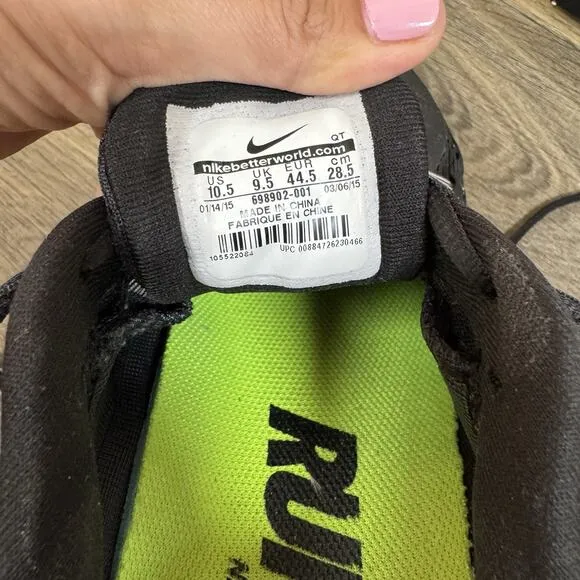 QT
nikebetterworld.com
US UK EUR cm
10.5 9.5 44.5 28.5
01/14/15 698902-001 03/06/15
MADE IN CHINA
FABRIQUE EN CHINE
105522084 UPC 00884726230466